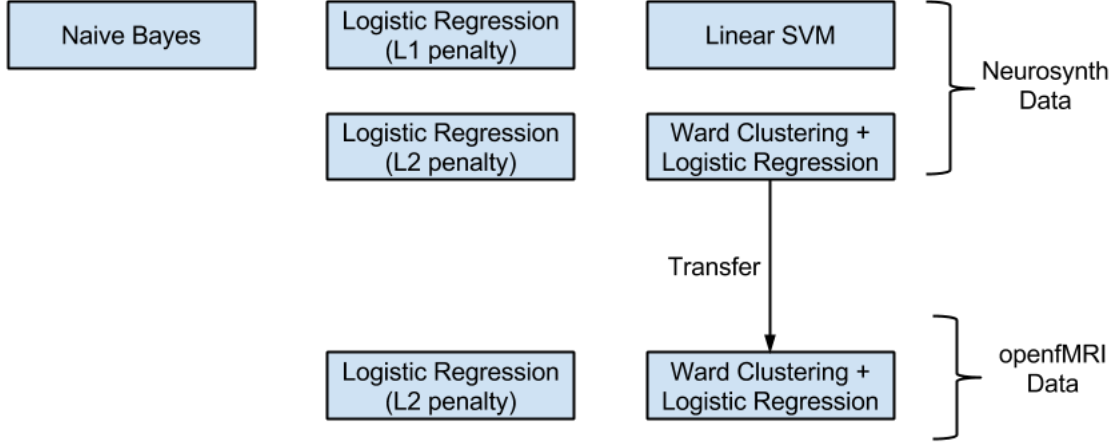 Naive Bayes
Logistic Regression
(L1 penalty)
Linear SVM
Neurosynth
Data
Logistic Regression
(L2 penalty)
Ward Clustering +
Logistic Regression
Transfer
Logistic Regression
(L2 penalty)
Ward Clustering +
Logistic Regression
openfMRI
Data